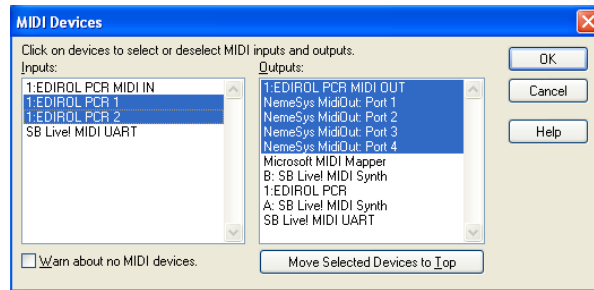 MIDI Devices
Click on devices to select or deselect MIDI inputs and outputs.
Inputs:
1:EDIROL PCR MIDI IN
1:EDIROL PCR 1
1:EDIROL PCR 2
SB Live! MIDI UART
Warn about no MIDI devices.
Outputs:
1:EDIROL PCR MIDI OUT
NemeSys MidiOut: Port 1
NemeSys MidiOut: Port 2
NemeSys MidiOut: Port 3
NemeSys MidiOut: Port 4
Microsoft MIDI Mapper
B: SB Live! MIDI Synth
1:EDIROL PCR
A: SB Live! MIDI Synth
SB Live! MIDI UART
Move Selected Devices to Top
OK
Cancel
Help